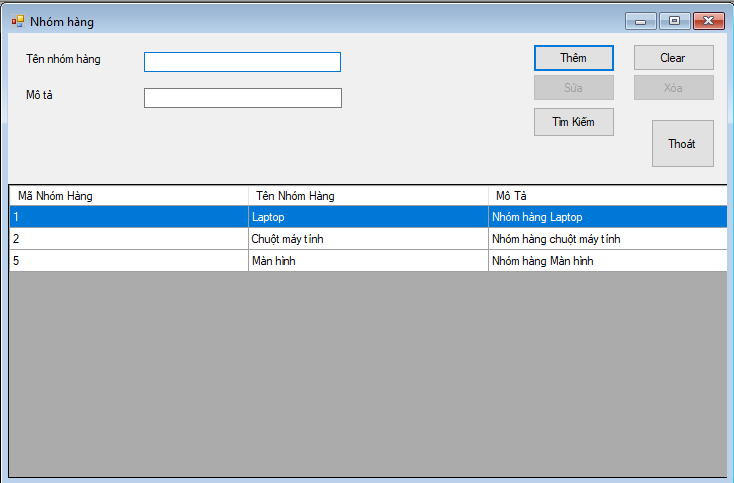 Nhóm hàng
Tên nhóm hàng
Thêm
Clear
Mô tả
Sửa
Xóa
Tìm Kiếm
Thoát
Mã Nhóm Hàng Tên Nhóm Hàng Mô Tả
1 Laptop Nhóm hàng Laptop
2 Chuột máy tính Nhóm hàng chuột máy tính
5 Màn hình Nhóm hàng Màn hình